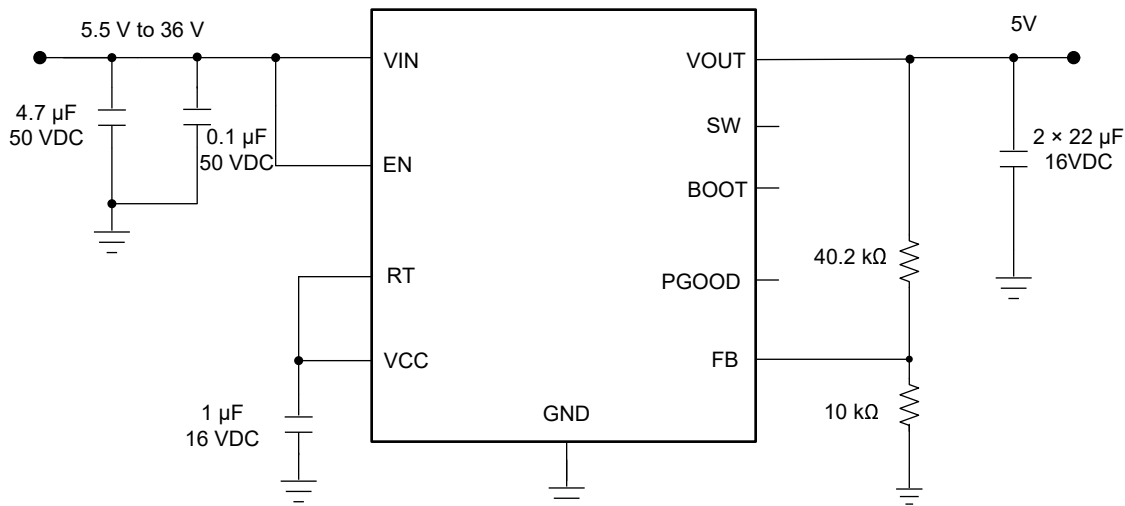 5.5 V to 36 V
5V
VIN
VOUT
4.7 µF
50 VDC
0.1 µF
50 VDC
SW
2 × 22 µF
16VDC
EN
BOOT
40.2 kΩ
RT
PGOOD
VCC
FB
1 µF
16 VDC
GND
10 kΩ